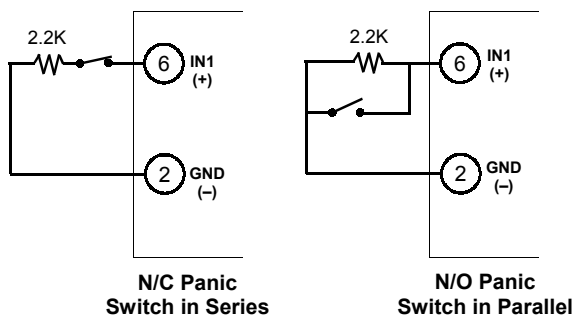 2.2K
6
IN1
(+)
2
GND
(–)
N/C Panic
Switch in Series
2.2K
6
IN1
(+)
2
GND
(–)
N/O Panic
Switch in Parallel